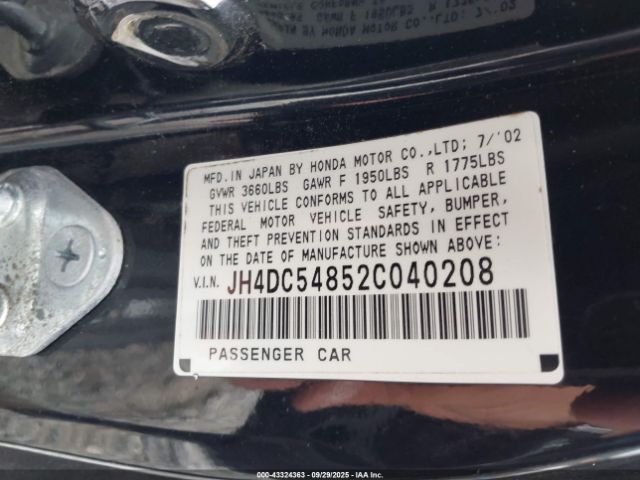 MFD. IN JAPAN BY HONDA MOTOR CO.,LTD; 7/'02
GVWR 3660LBS GAWR F 1950LBS R 1775LBS
THIS VEHICLE CONFORMS TO ALL APPLICABLE
FEDERAL MOTOR VEHICLE SAFETY, BUMPER,
AND THEFT PREVENTION STANDARDS IN EFFECT
ON THE DATE OF MANUFACTURE SHOWN ABOVE:
V.I.N. JH4DC54852C040208
PASSENGER CAR
000-43324363 - 09/29/2025 - IAAI.COM